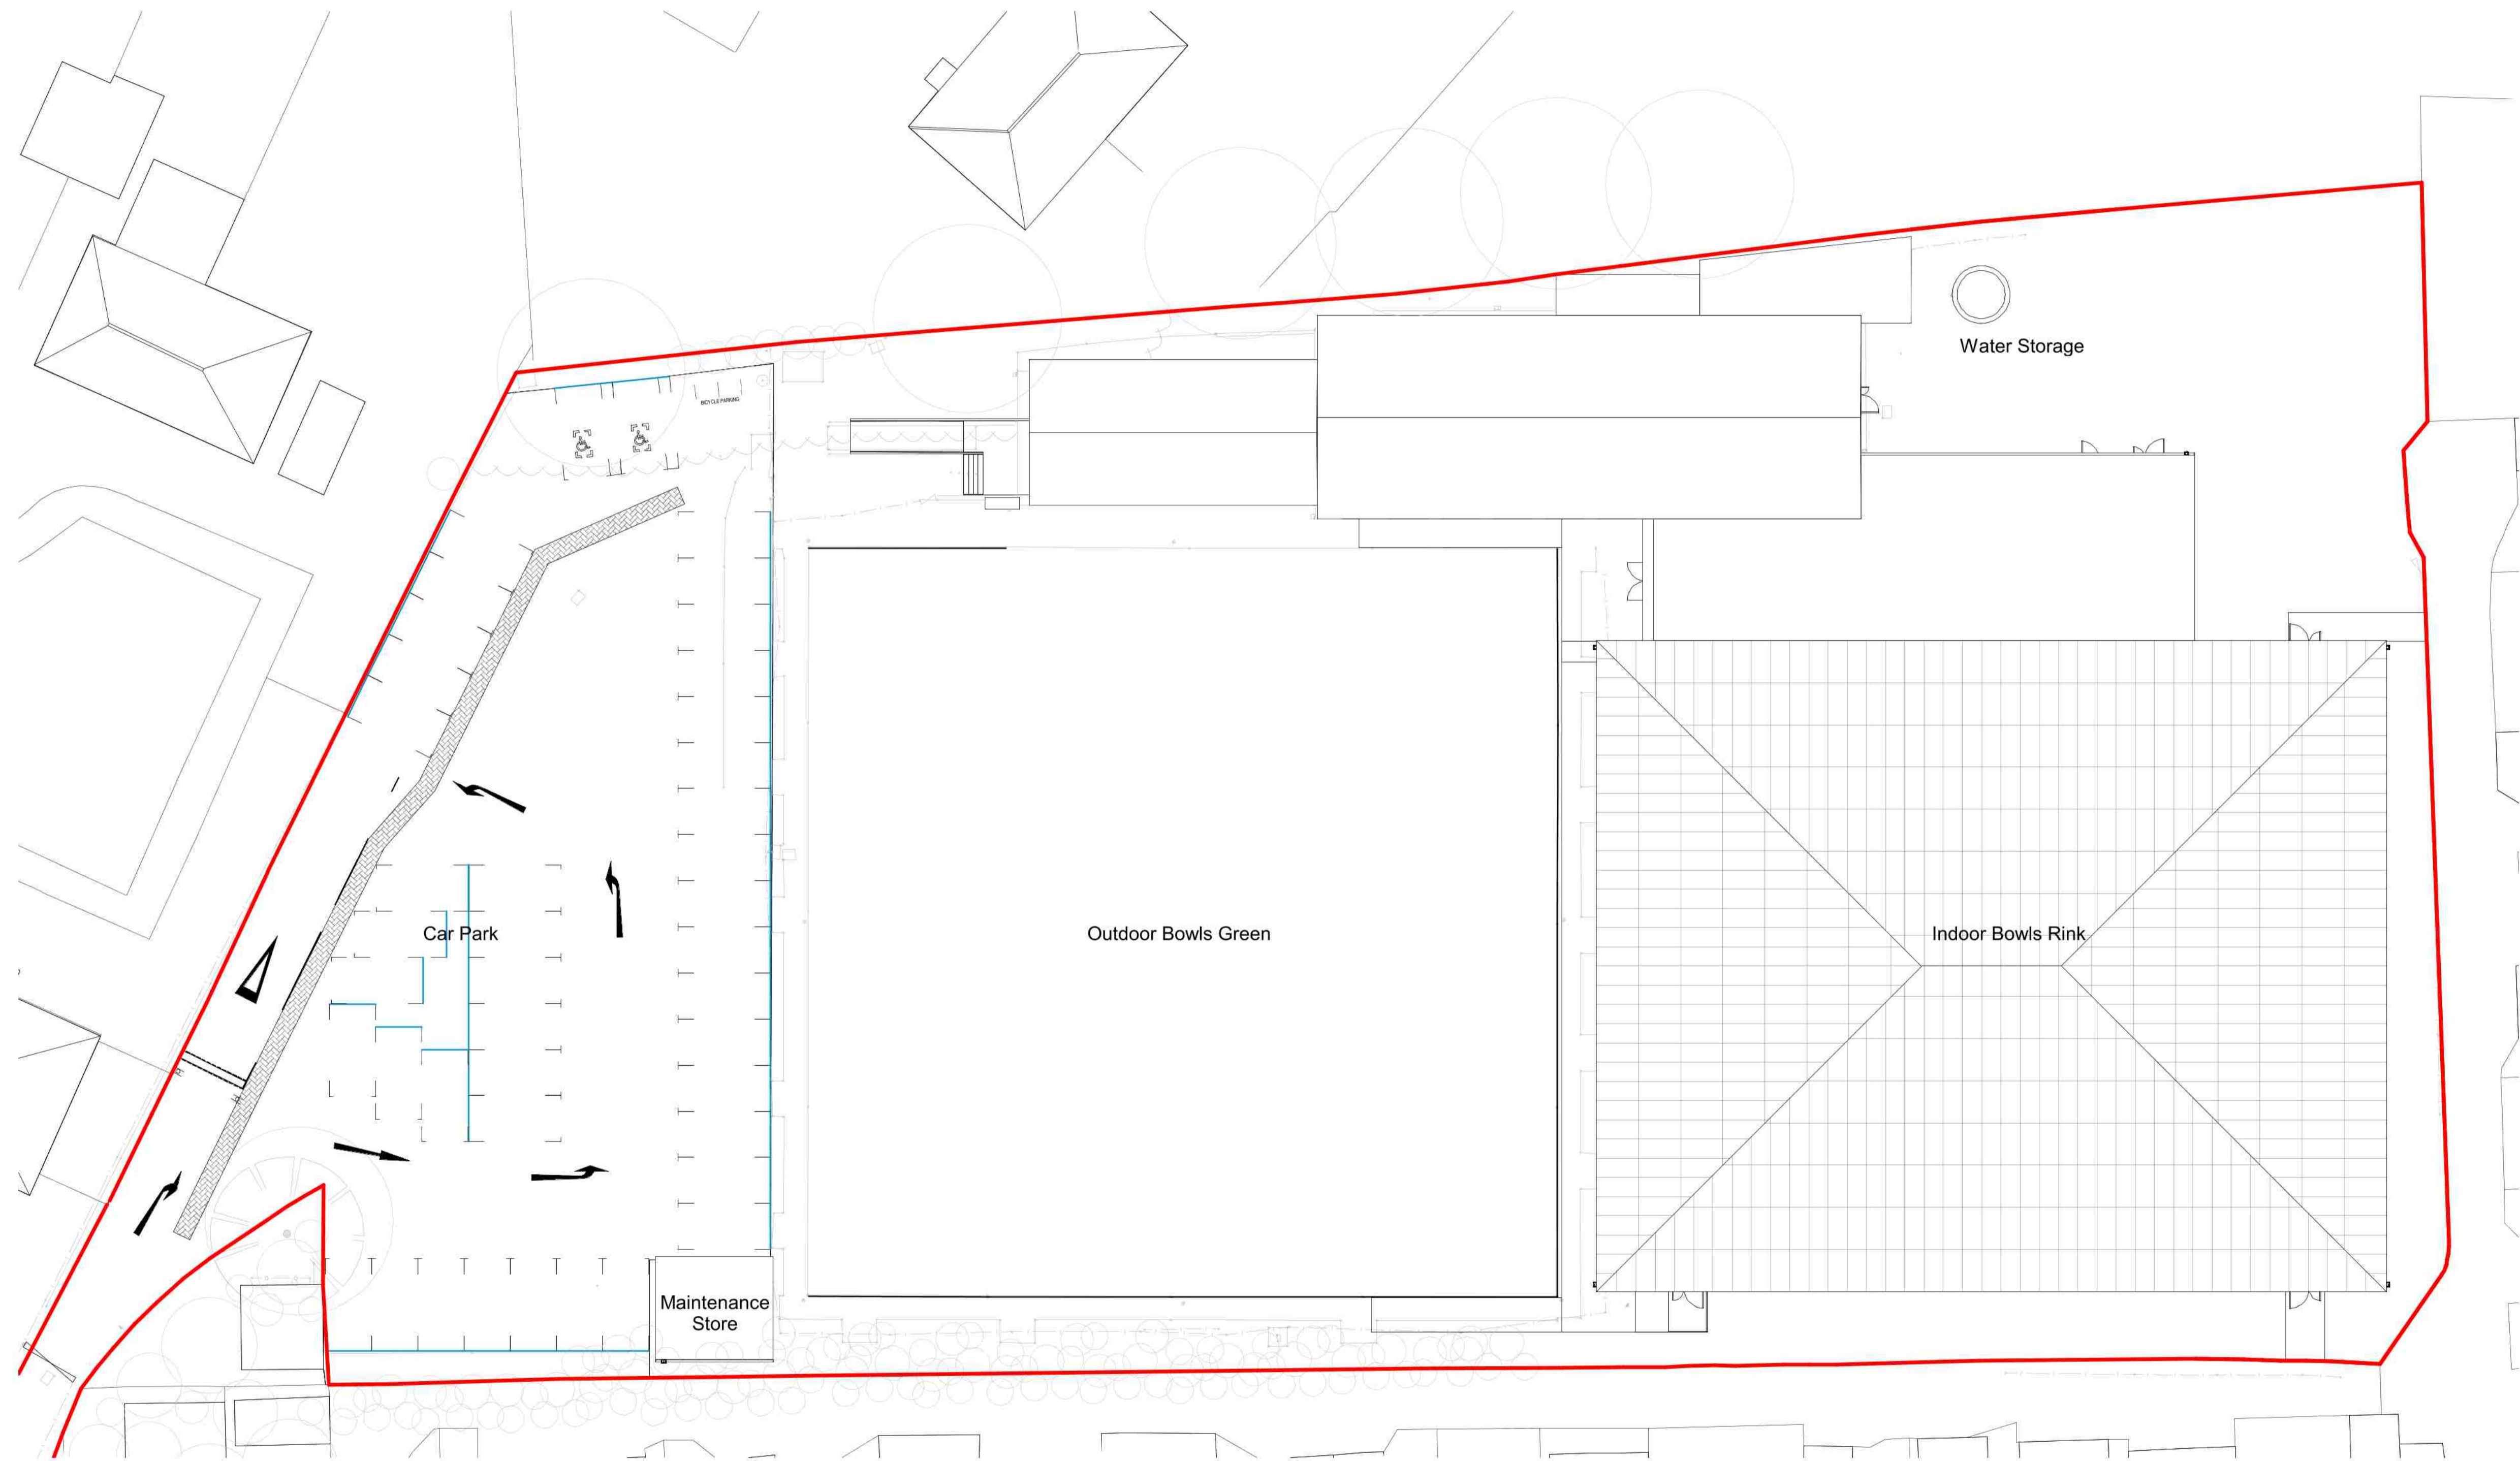 Water Storage
BICYCLE PARKING
Car Park
Outdoor Bowls Green
Indoor Bowls Rink
Maintenance
Store